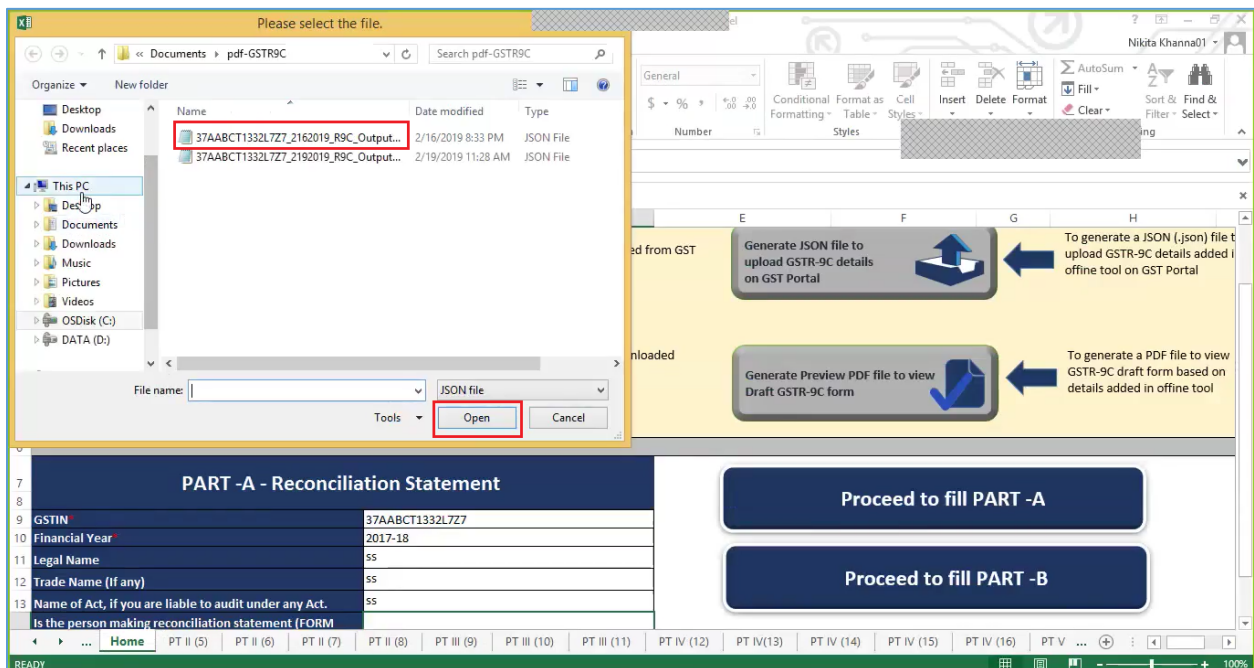 Please select the file.
el
?
Nikita Khanna01
« Documents › pdf-GSTR9C
Search pdf-GSTR9C
Organize
New folder
Desktop
Downloads
Recent places
This PC
Desktop
Documents
Downloads
Music
Pictures
Videos
OSDisk (C:)
DATA (D:)
Name
Date modified
Type
37AABCT1332L7Z7_2162019_R9C_Output...
2/16/2019 8:33 PM
JSON File
37AABCT1332L7Z7_2192019_R9C_Output...
2/19/2019 11:28 AM
JSON File
File name:
JSON file
Tools
Open
Cancel
General
$ % ,
Number
Conditional Formatting
Format as Table
Cell Styles
Styles
Insert
Delete
Format
AutoSum
Fill
Clear
Sort & Filter
Find & Select
ing
E
F
G
H
ed from GST
Generate JSON file to
upload GSTR-9C details
on GST Portal
To generate a JSON (.json) file t
upload GSTR-9C details added i
offine tool on GST Portal
nloaded
Generate Preview PDF file to view
Draft GSTR-9C form
To generate a PDF file to view
GSTR-9C draft form based on
details added in offine tool
7
PART -A - Reconciliation Statement
8
9 GSTIN* 37AABCT1332L7Z7
10 Financial Year* 2017-18
11 Legal Name ss
12 Trade Name (If any) ss
13 Name of Act, if you are liable to audit under any Act. ss
Is the person making reconciliation statement (FORM
Proceed to fill PART -A
Proceed to fill PART -B
... Home PT II (5) PT II (6) PT II (7) PT II (8) PT III (9) PT III (10) PT III (11) PT IV (12) PT IV(13) PT IV (14) PT IV (15) PT IV (16) PT V ...
READY
100%